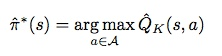 π̂*(s) = arg max_{a∈𝒜} Q̂_K(s, a)